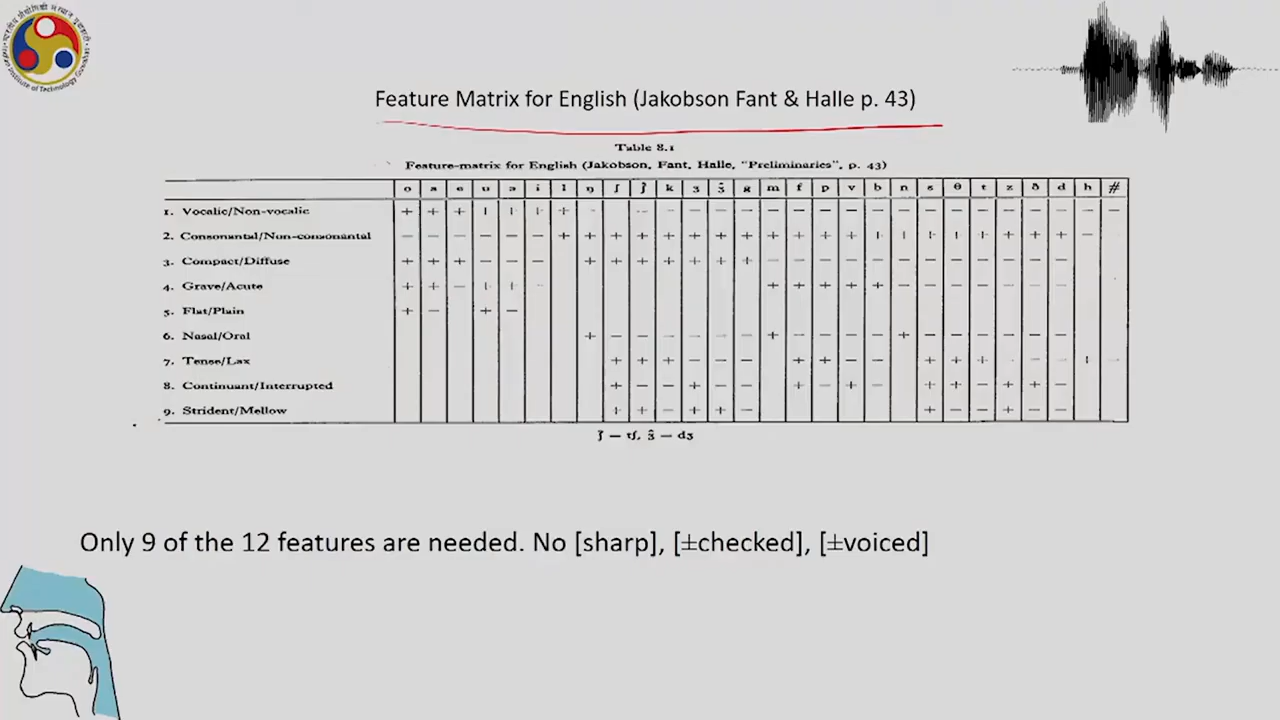 Feature Matrix for English (Jakobson Fant & Halle p. 43)
Table 8.1
Feature-matrix for English (Jakobson, Fant, Halle, "Preliminaries", p. 43)
o a e u ə i l ŋ ʃ ʃ̂ k ʒ ʒ̂ g m f p v b n s θ t z ð d h #
1. Vocalic/Non-vocalic + + + + + + + - - - - - - - - - - - - - - - - - - -
2. Consonantal/Non-consonantal - - - - - - + + + + + + + + + + + + + + + + + + + + -
3. Compact/Diffuse + + + - - - + + + + + + + - - - - - - - - - - - -
4. Grave/Acute + + - + + - + + + + + - - - - - - -
5. Flat/Plain + - + -
6. Nasal/Oral + - - - - - - + - - - - + - - - - - -
7. Tense/Lax + + + - - - + + - - + + + - - - + -
8. Continuant/Interrupted + - - + - - + - + - + + - + + -
9. Strident/Mellow + + - + + - + - - + - -
ʃ̂ — tʃ, ʒ̂ — dʒ
Only 9 of the 12 features are needed. No [sharp], [±checked], [±voiced]